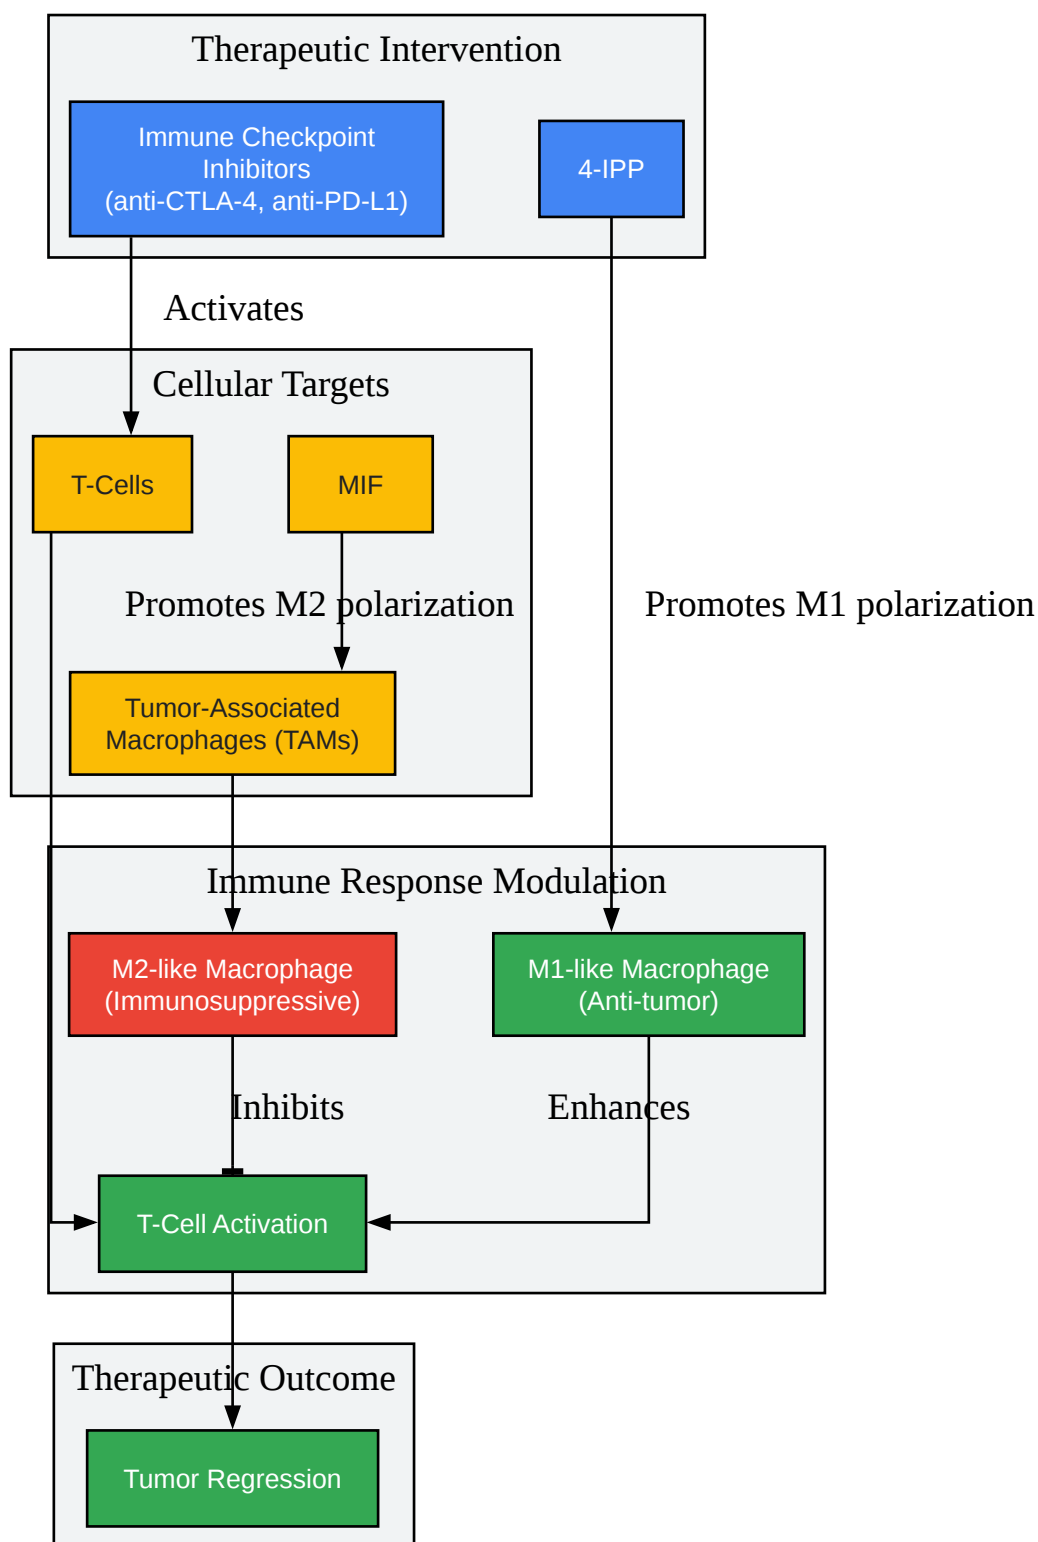 Therapeutic Intervention
Immune Checkpoint
Inhibitors
(anti-CTLA-4, anti-PD-L1)
4-IPP
Activates
Cellular Targets
T-Cells
MIF
Promotes M2 polarization
Promotes M1 polarization
Tumor-Associated
Macrophages (TAMs)
Immune Response Modulation
M2-like Macrophage
(Immunosuppressive)
M1-like Macrophage
(Anti-tumor)
Inhibits
Enhances
T-Cell Activation
Therapeutic Outcome
Tumor Regression